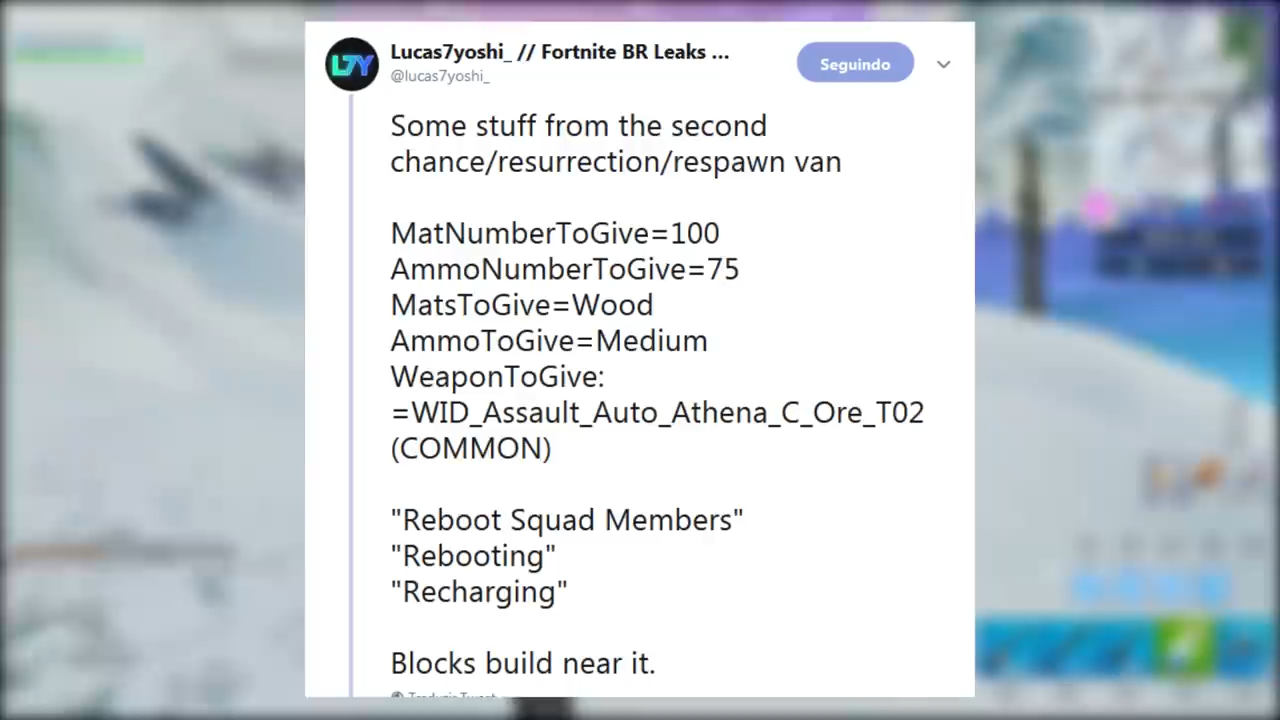 L7Y
Lucas7yoshi_ // Fortnite BR Leaks ...
@lucas7yoshi_
Seguindo
Some stuff from the second
chance/resurrection/respawn van
MatNumberToGive=100
AmmoNumberToGive=75
MatsToGive=Wood
AmmoToGive=Medium
WeaponToGive:
=WID_Assault_Auto_Athena_C_Ore_T02
(COMMON)
"Reboot Squad Members"
"Rebooting"
"Recharging"
Blocks build near it.